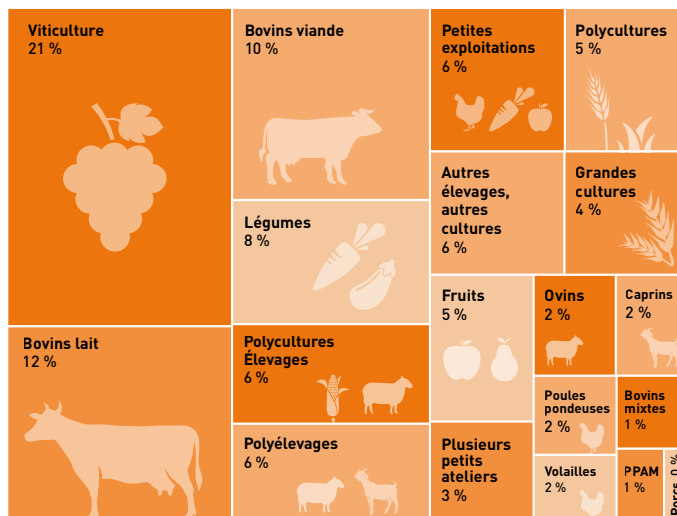 Viticulture
21 %
Bovins viande
10 %
Petites
exploitations
6 %
Polycultures
5 %
Légumes
8 %
Autres
élevages,
autres
cultures
6 %
Grandes
cultures
4 %
Bovins lait
12 %
Polycultures
Élevages
6 %
Fruits
5 %
Ovins
2 %
Caprins
2 %
Poules
pondeuses
2 %
Bovins
mixtes
1 %
Polyélevages
6 %
Plusieurs
petits
ateliers
3 %
Volailles
2 %
PPAM
1 %
Porcs 0 %